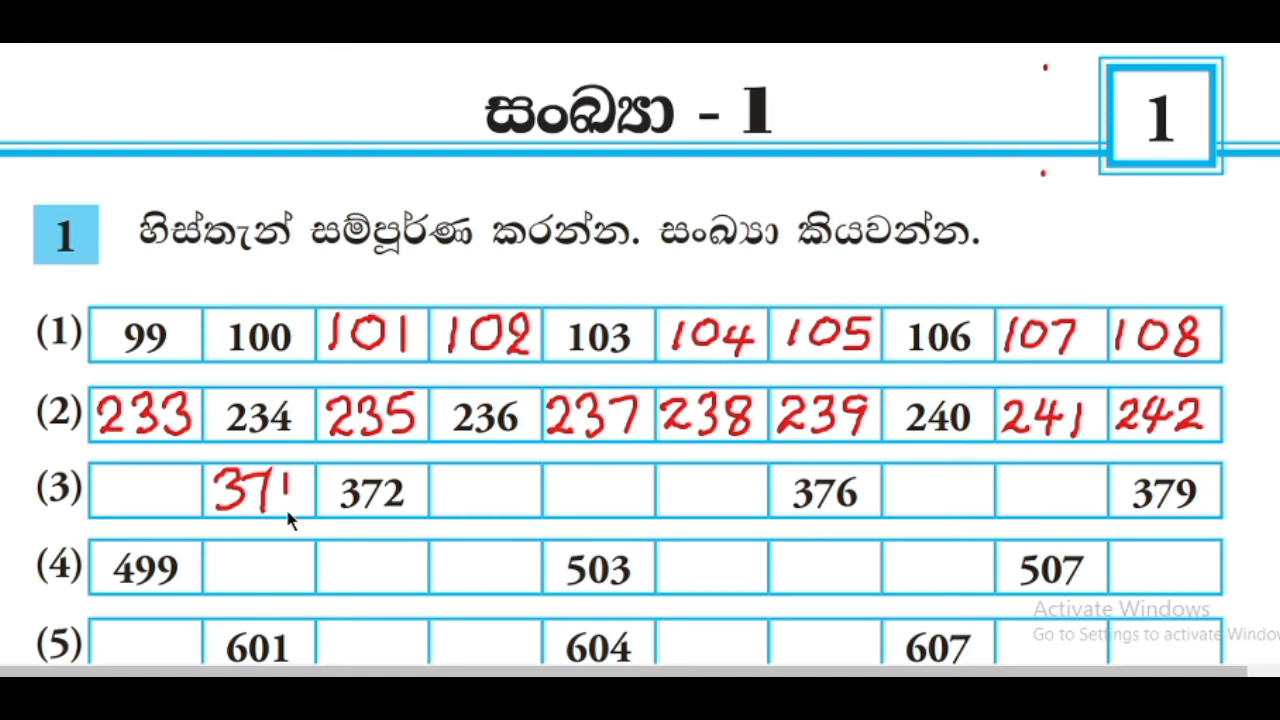 සංඛ්‍යා - 1
1
1 හිස්තැන් සම්පූර්ණ කරන්න. සංඛ්‍යා කියවන්න.
(1) 99 100 101 102 103 104 105 106 107 108
(2) 233 234 235 236 237 238 239 240 241 242
(3) 371 372 376 379
(4) 499 503 507
(5) 601 604 607
Activate Windows
Go to Settings to activate Windows